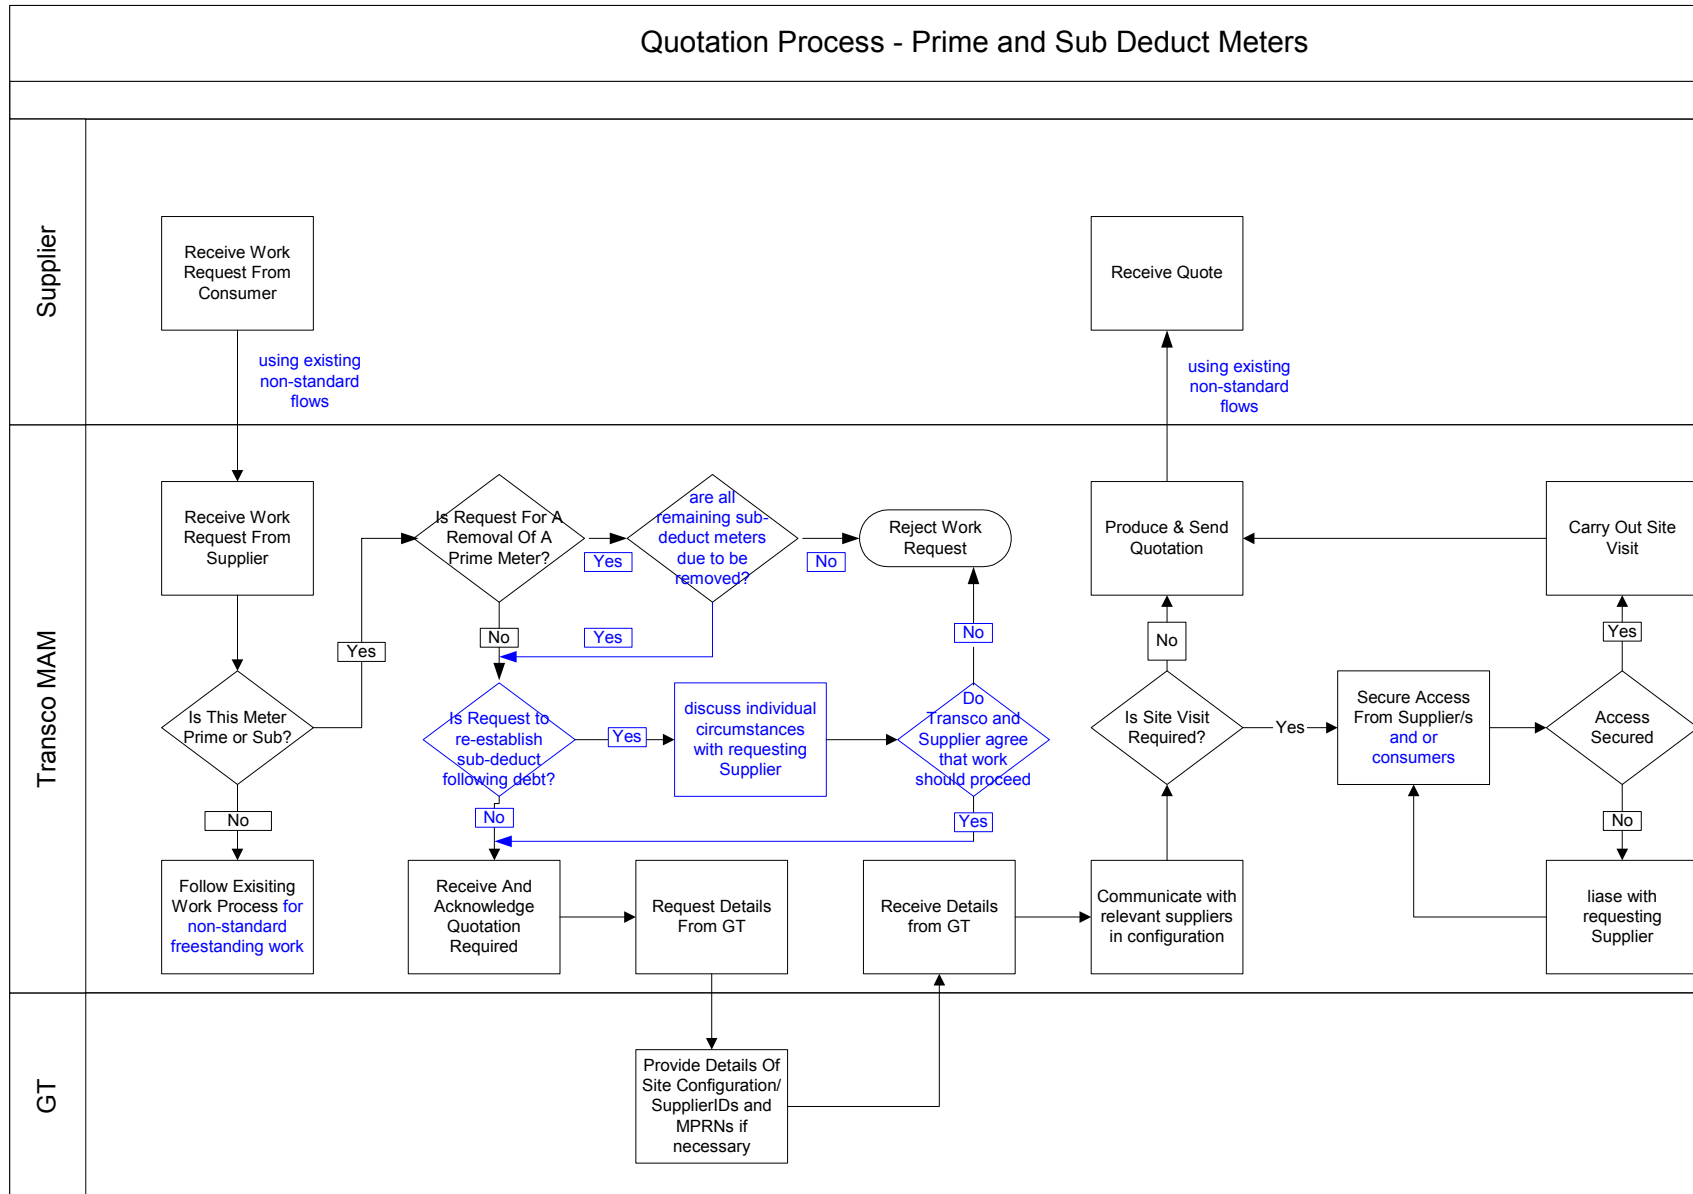 Quotation Process - Prime and Sub Deduct Meters
Supplier
Receive Work
Request From
Consumer
using existing
non-standard
flows
Receive Quote
using existing
non-standard
flows
Transco MAM
Receive Work
Request From
Supplier
Is This Meter
Prime or Sub?
Yes
No
Follow Exisiting
Work Process for
non-standard
freestanding work
Is Request For A
Removal Of A
Prime Meter?
Yes
No
are all
remaining sub-
deduct meters
due to be
removed?
No
Yes
Reject Work
Request
Is Request to
re-establish
sub-deduct
following debt?
Yes
No
discuss individual
circumstances
with requesting
Supplier
Do
Transco and
Supplier agree
that work
should proceed
No
Yes
Receive And
Acknowledge
Quotation
Required
Request Details
From GT
Receive Details
from GT
Communicate with
relevant suppliers
in configuration
Is Site Visit
Required?
No
Yes
Produce & Send
Quotation
Secure Access
From Supplier/s
and or
consumers
Access
Secured
Yes
No
Carry Out Site
Visit
liase with
requesting
Supplier
GT
Provide Details Of
Site Configuration/
SupplierIDs and
MPRNs if
necessary